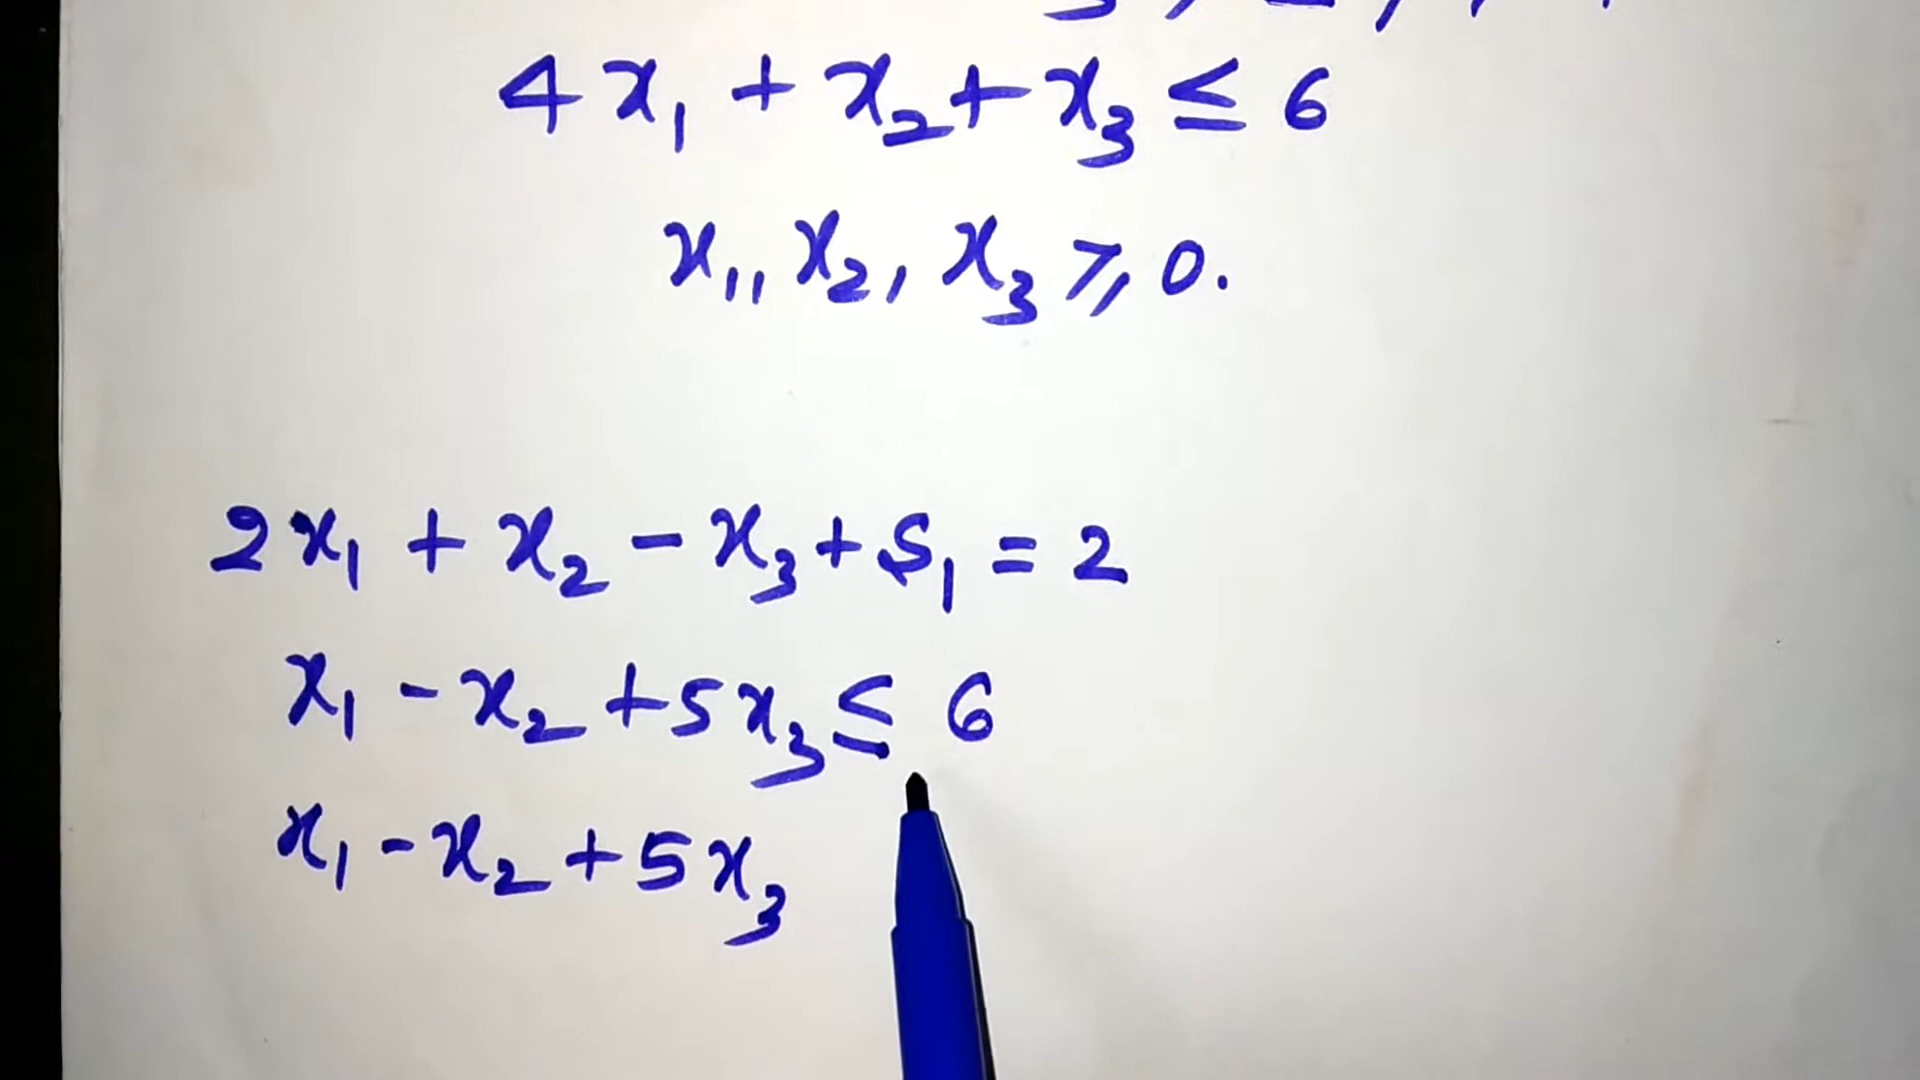 4x₁ + x₂ + x₃ ≤ 6
x₁, x₂, x₃ ≥ 0.
2x₁ + x₂ - x₃ + S₁ = 2
x₁ - x₂ + 5x₃ ≤ 6
x₁ - x₂ + 5x₃